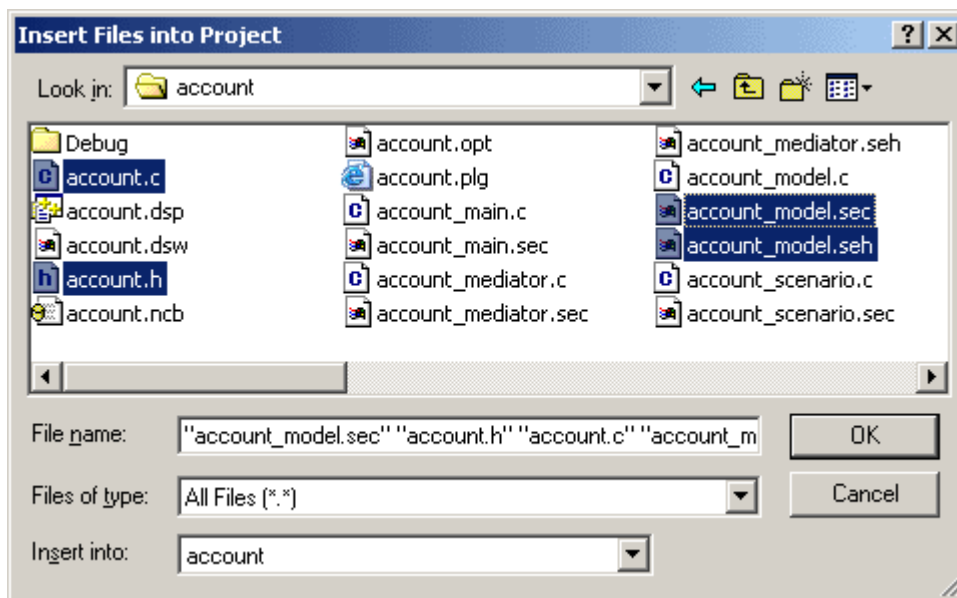 Insert Files into Project
Look in: account
Debug account.opt account_mediator.seh
account.c account.plg account_model.c
account.dsp account_main.c account_model.sec
account.dsw account_main.sec account_model.seh
account.h account_mediator.c account_scenario.c
account.ncb account_mediator.sec account_scenario.sec
File name: "account_model.sec" "account.h" "account.c" "account_m OK
Files of type: All Files (*.*) Cancel
Insert into: account